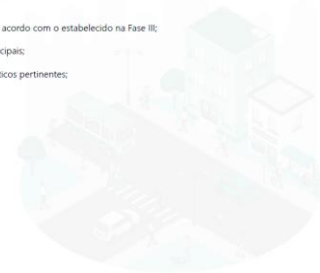 acordo com o estabelecido na Fase III;
cipais;
ticos pertinentes;